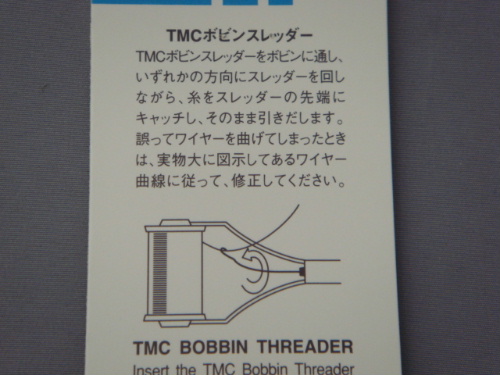 TMCボビンスレッダー
TMCボビンスレッダーをボビンに通し、
いずれかの方向にスレッダーを回し
ながら、糸をスレッダーの先端に
キャッチし、そのまま引きだします。
誤ってワイヤーを曲げてしまったとき
は、実物大に図示してあるワイヤー
曲線に従って、修正してください。
TMC BOBBIN THREADER
Insert the TMC Bobbin Threader